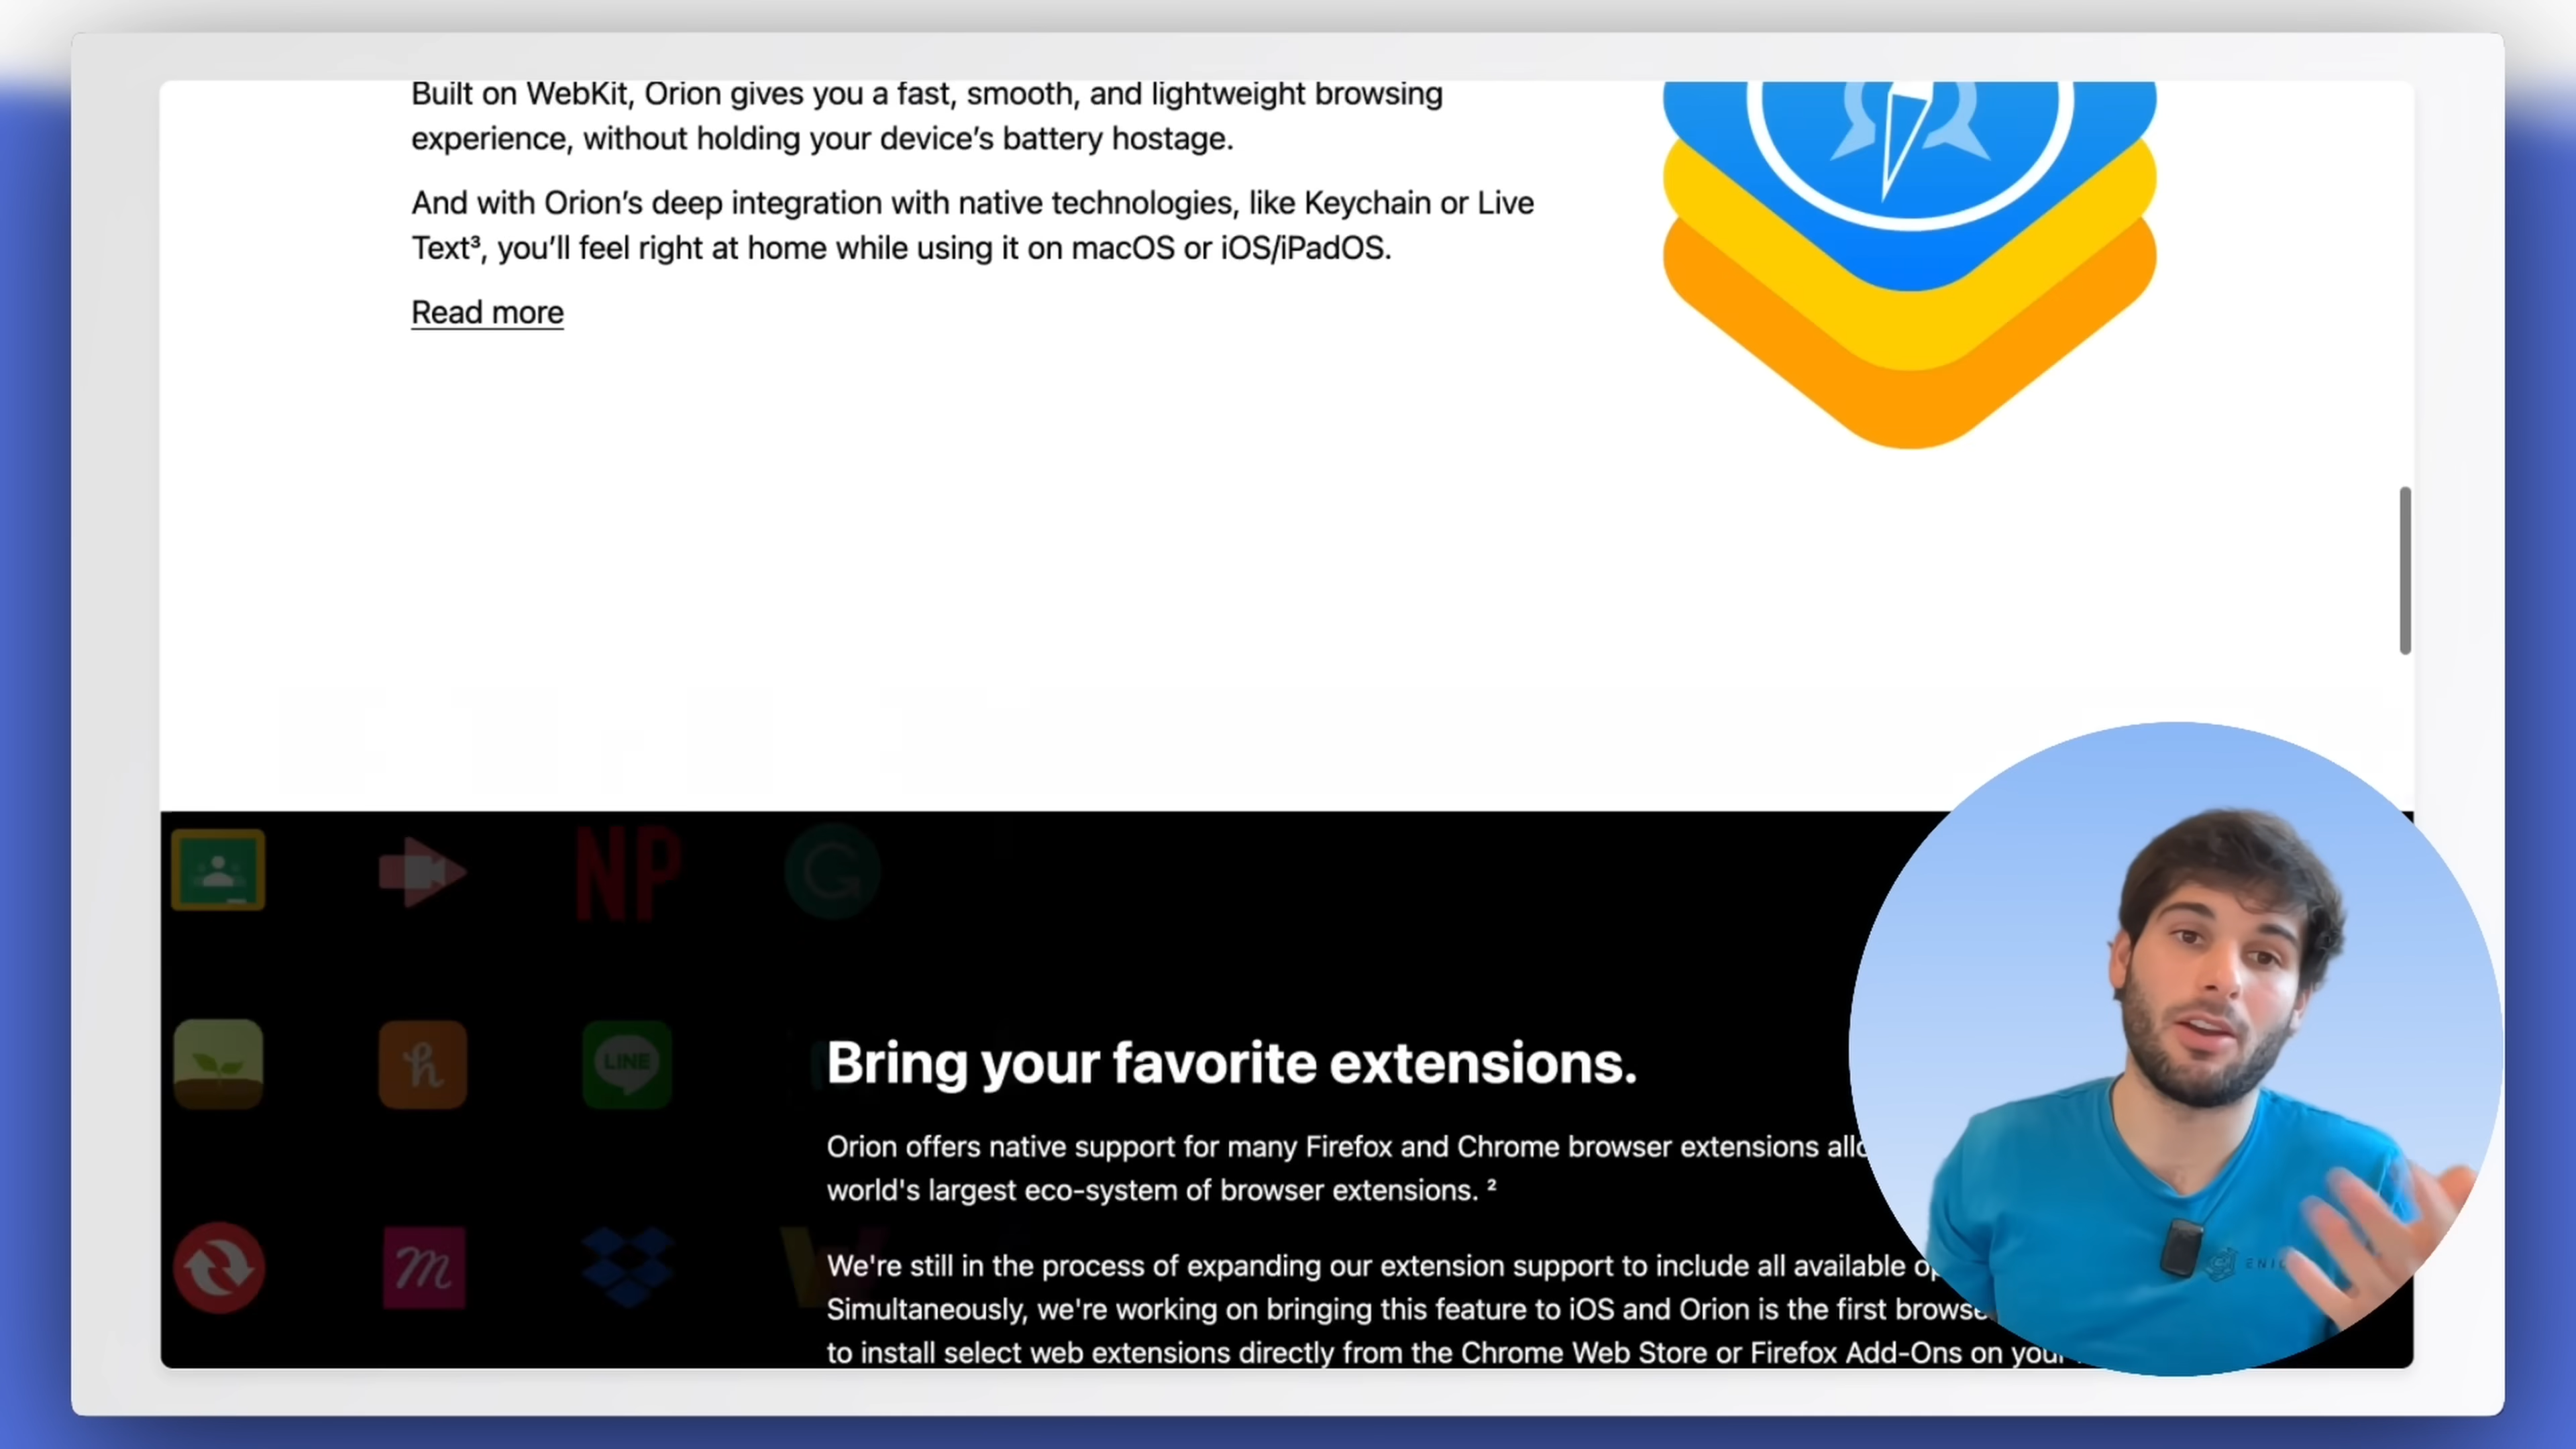 Built on WebKit, Orion gives you a fast, smooth, and lightweight browsing
experience, without holding your device’s battery hostage.
And with Orion’s deep integration with native technologies, like Keychain or Live
Text³, you’ll feel right at home while using it on macOS or iOS/iPadOS.
Read more
NP
h
LINE
Bring your favorite extensions.
Orion offers native support for many Firefox and Chrome browser extensions
world's largest eco-system of browser extensions. ²
m
We're still in the process of expanding our extension support to include all available
Simultaneously, we're working on bringing this feature to iOS and Orion is the first
to install select web extensions directly from the Chrome Web Store or Firefox Add-Ons on